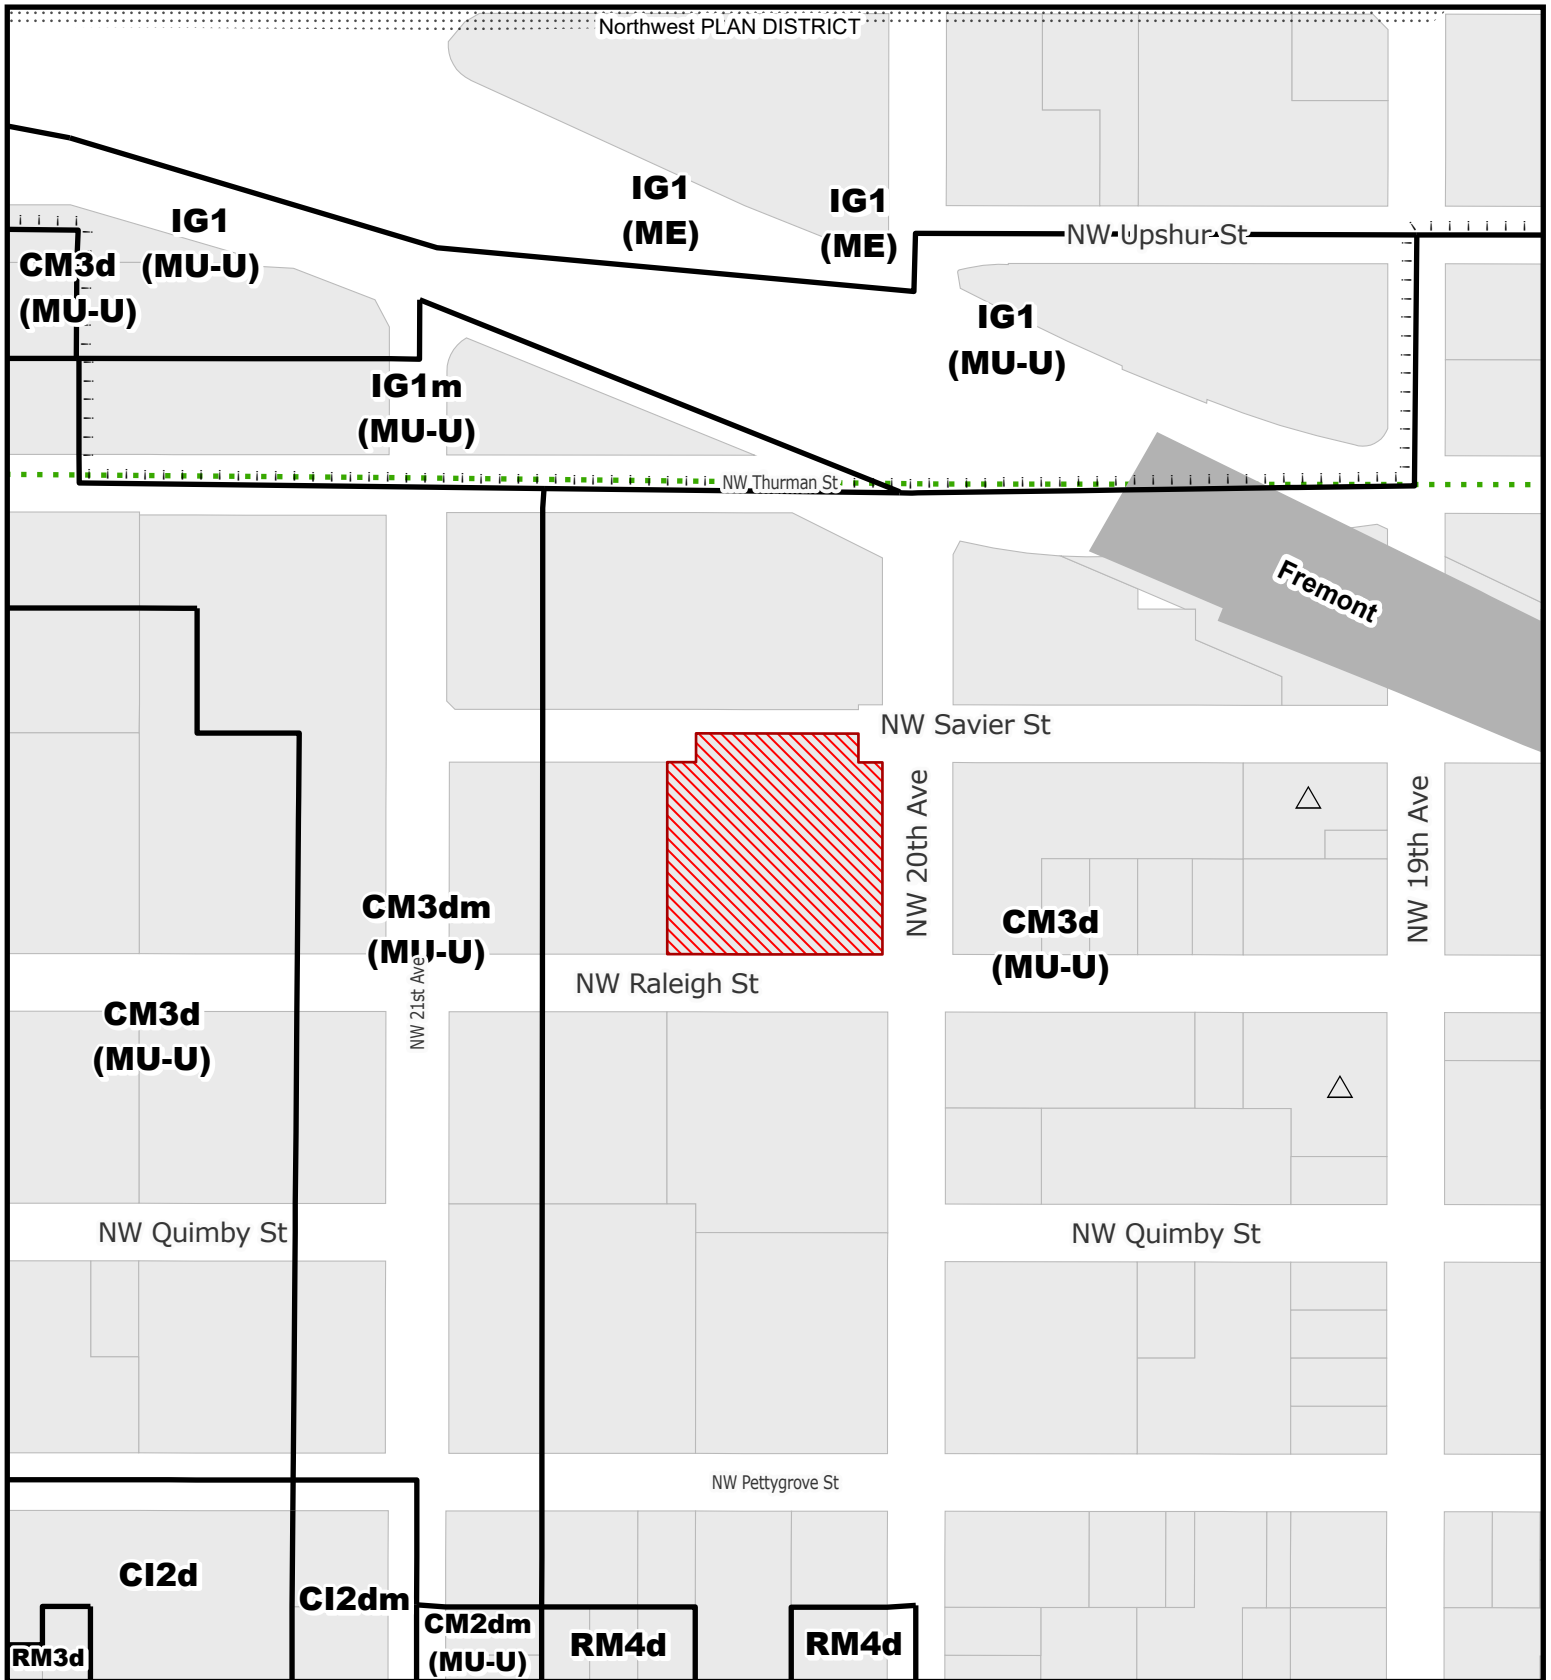 Northwest PLAN DISTRICT
IG1
(ME)
IG1
(ME)
IG1
(MU-U)
NW Upshur St
CM3d
(MU-U)
IG1
(MU-U)
IG1m
(MU-U)
NW Thurman St
Fremont
NW Savier St
NW 20th Ave
NW 19th Ave
CM3dm
(MU-U)
CM3d
(MU-U)
NW 21st Ave
NW Raleigh St
CM3d
(MU-U)
NW Quimby St
NW Quimby St
NW Pettygrove St
CI2d
CI2dm
CM2dm
(MU-U)
RM4d
RM4d
RM3d